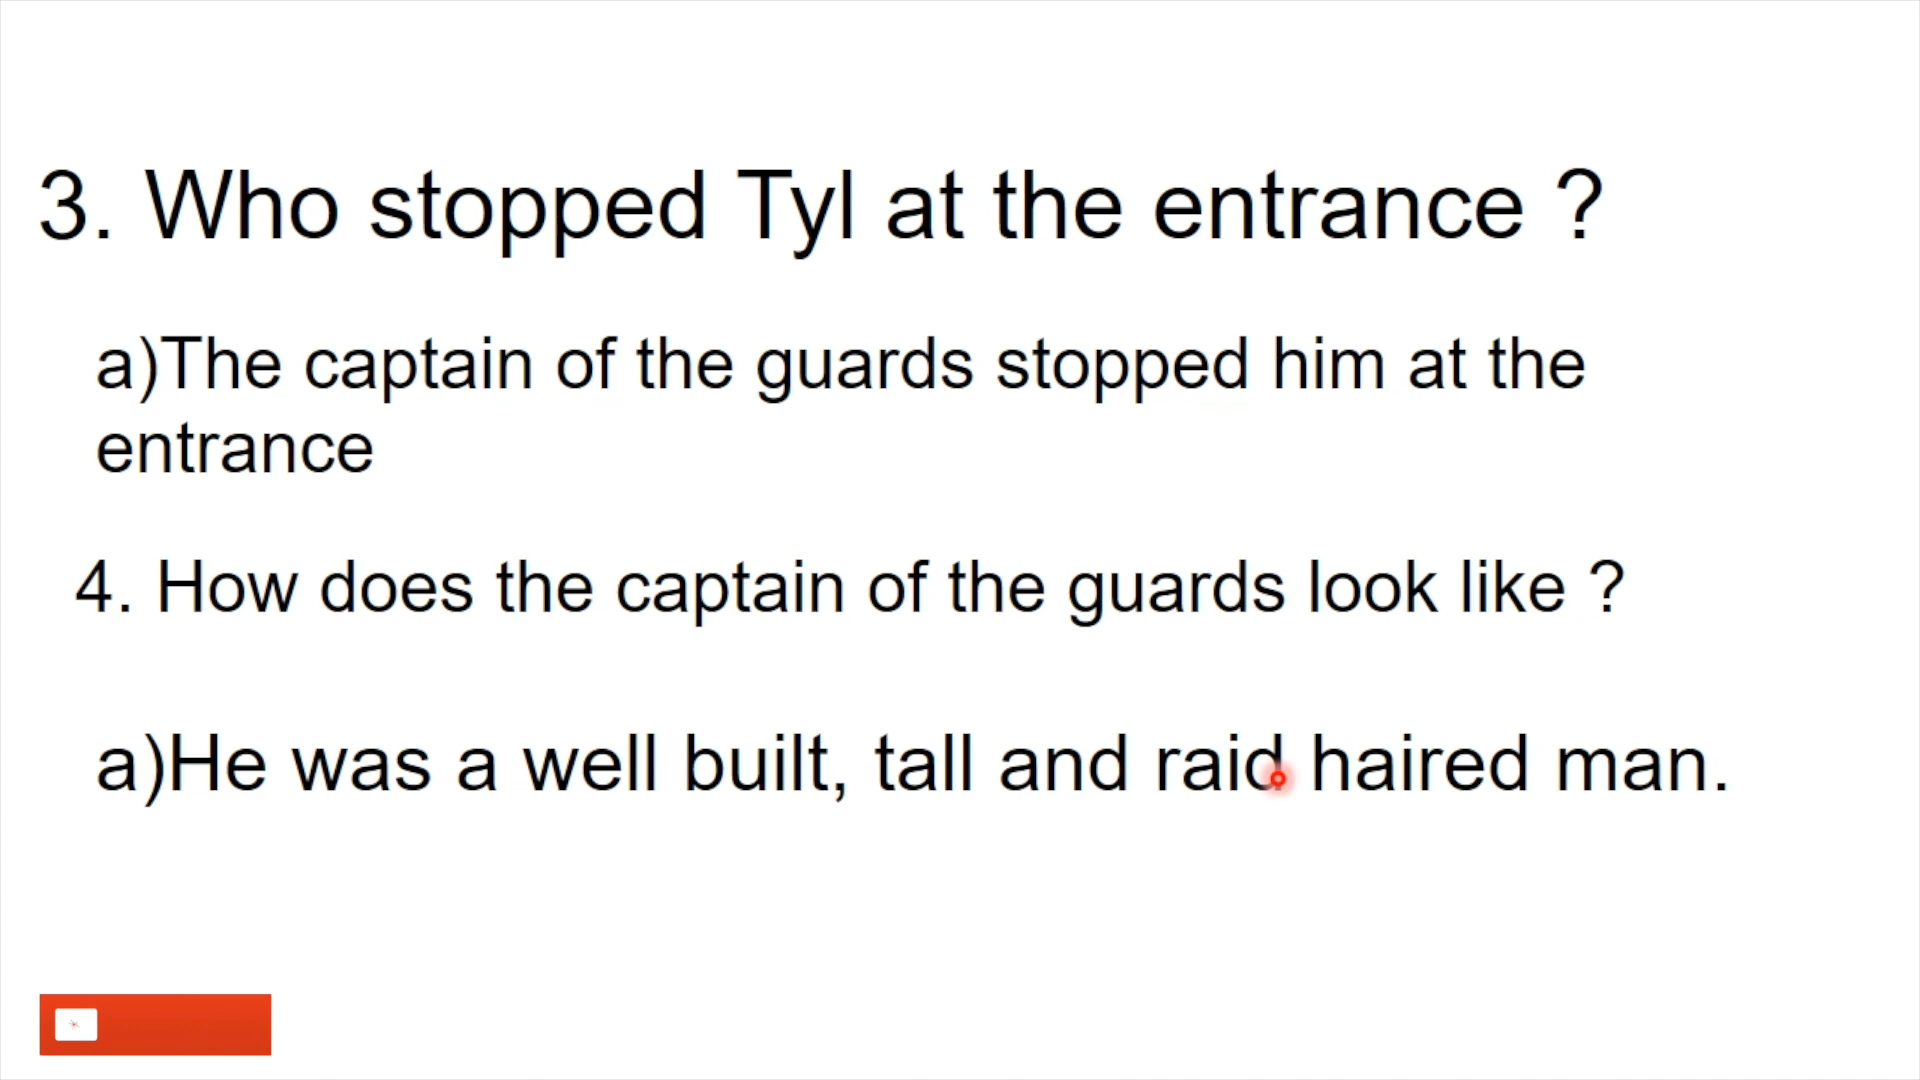 3. Who stopped Tyl at the entrance ?
a)The captain of the guards stopped him at the
entrance
4. How does the captain of the guards look like ?
a)He was a well built, tall and raid haired man.